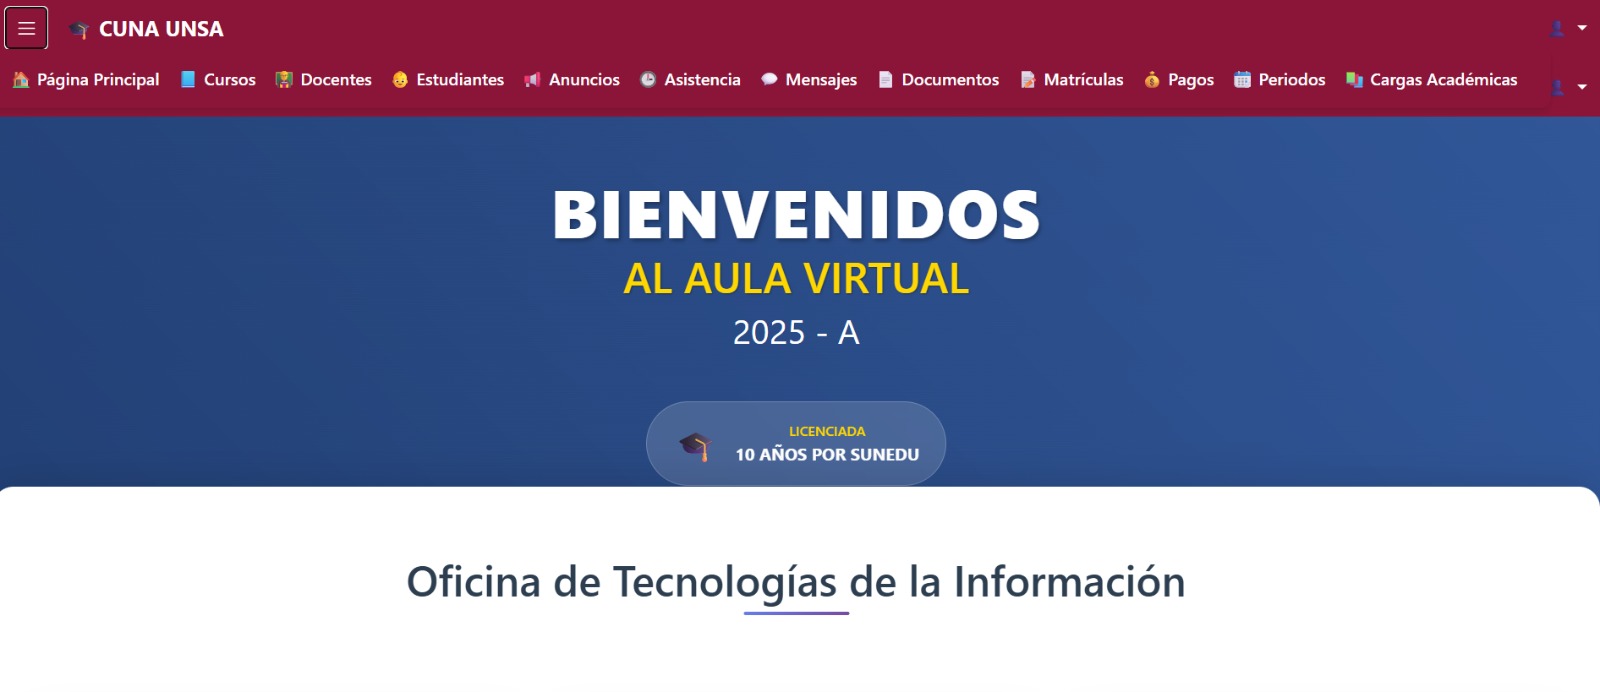 CUNA UNSA
Página Principal Cursos Docentes Estudiantes Anuncios Asistencia Mensajes Documentos Matrículas Pagos Periodos Cargas Académicas
BIENVENIDOS
AL AULA VIRTUAL
2025 - A
LICENCIADA
10 AÑOS POR SUNEDU
Oficina de Tecnologías de la Información